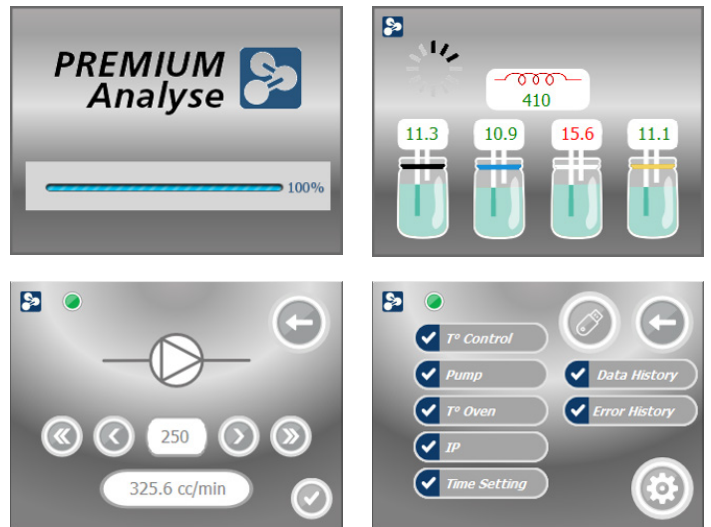 PREMIUM
Analyse
100%
410
11.3 10.9 15.6 11.1
250
325.6 cc/min
T° Control
Pump
T° Oven
IP
Time Setting
Data History
Error History